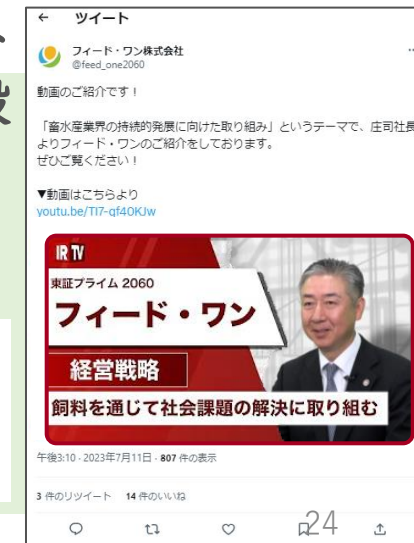 ← ツイート
フィード・ワン株式会社
@feed_one2060
動画のご紹介です！
「畜水産業界の持続的発展に向けた取り組み」というテーマで、庄司社長
よりフィード・ワンのご紹介をしております。
ぜひご覧ください！
▼動画はこちらより
youtu.be/TI7-qf40KJw
IR TV
東証プライム 2060
フィード・ワン
経営戦略
飼料を通じて社会課題の解決に取り組む
午後3:10 · 2023年7月11日 · 807 件の表示
3 件のリツイート 14 件のいいね
24